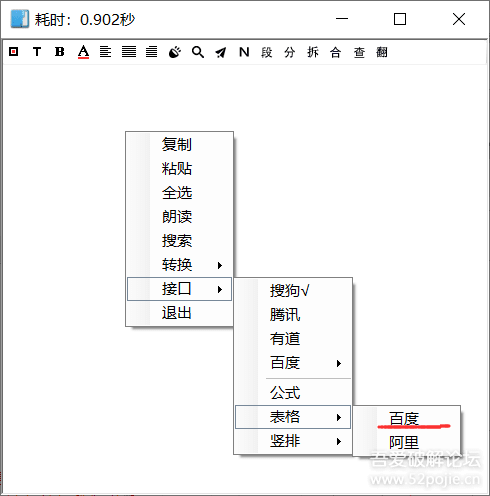 耗时：0.902秒
T B A N 段 分 拆 合 查 翻
复制
粘贴
全选
朗读
搜索
转换
接口
退出
搜狗√
腾讯
有道
百度
公式
表格
竖排
百度
阿里
吾爱破解论坛
www.52pojie.cn